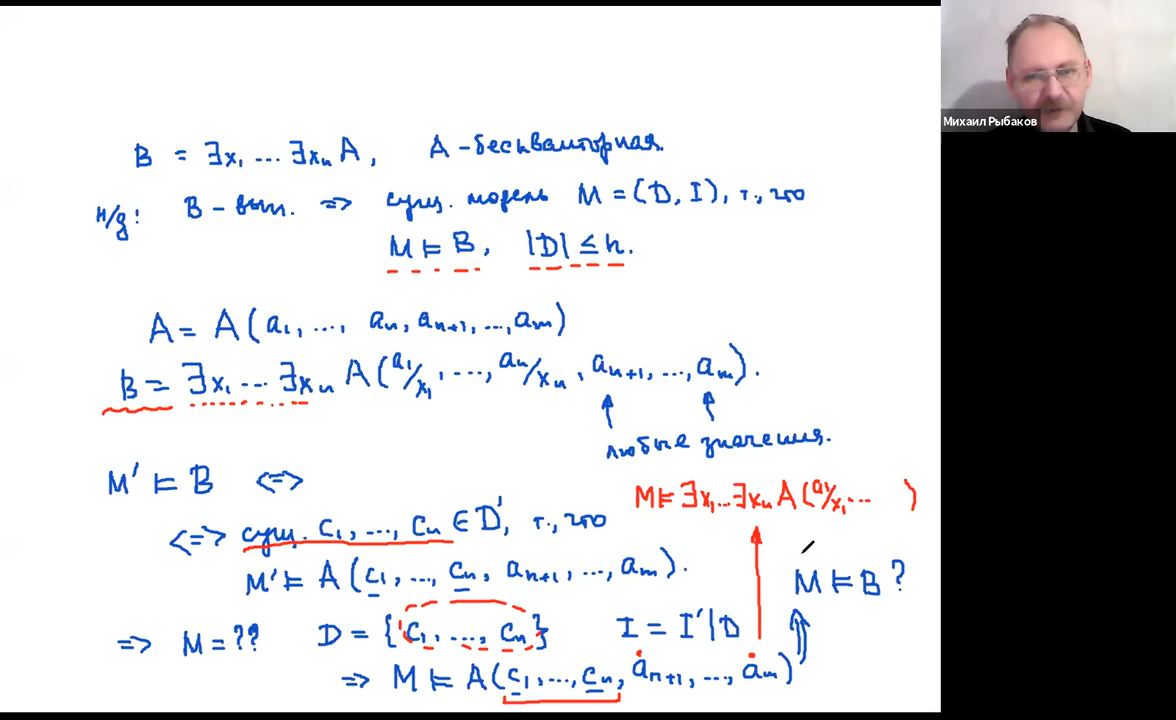 Михаил Рыбаков
B = ∃x₁ ... ∃xₙ A, A - бескванторная.
н/д: B - вып. => сущ. модель M = (D, I), т., что
M ⊨ B, |D| ≤ n.
A = A(a₁, ..., aₙ, aₙ₊₁, ..., aₘ)
B = ∃x₁ ... ∃xₙ A(a₁/x₁, ..., aₙ/xₙ, aₙ₊₁, ..., aₘ).
любые значения.
M' ⊨ B <=>
M ⊨ ∃x₁...∃xₙ A(a₁/x₁, ... )
<=> сущ. c₁, ..., cₙ ∈ D', т., что
M' ⊨ A(c₁, ..., cₙ, aₙ₊₁, ..., aₘ).
M ⊨ B ?
=> M = ?? D = {c₁, ..., cₙ} I = I'|D
=> M ⊨ A(c₁, ..., cₙ, aₙ₊₁, ..., aₘ)